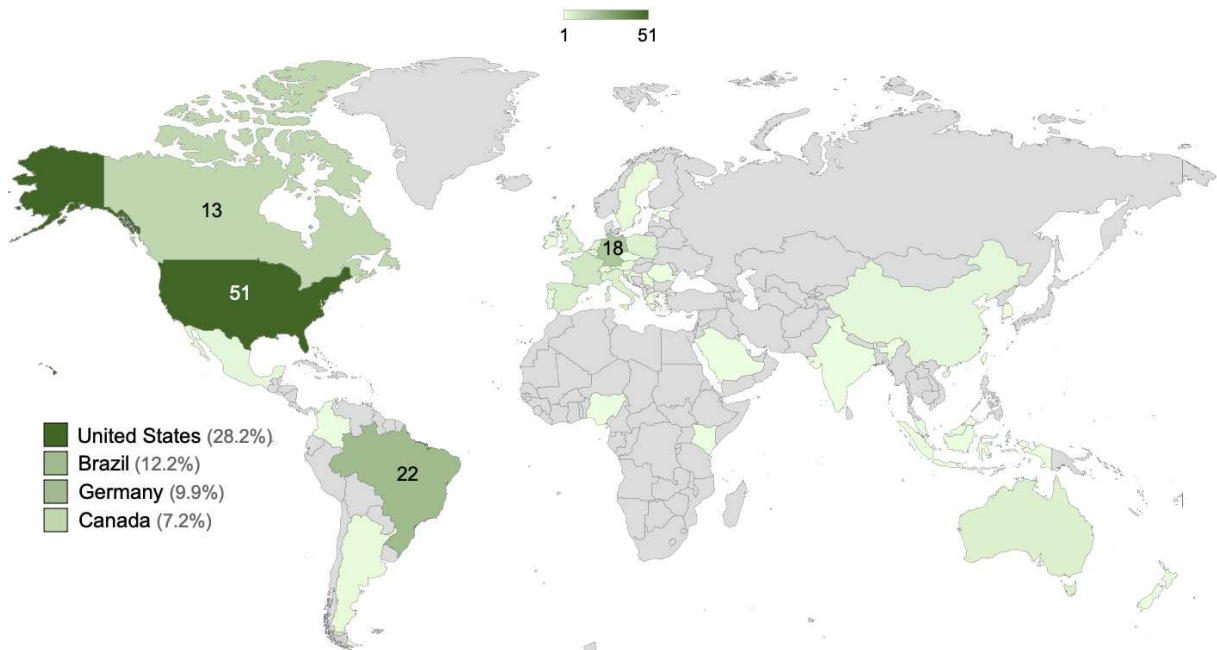 1 51
13
18
51
22
United States (28.2%)
Brazil (12.2%)
Germany (9.9%)
Canada (7.2%)